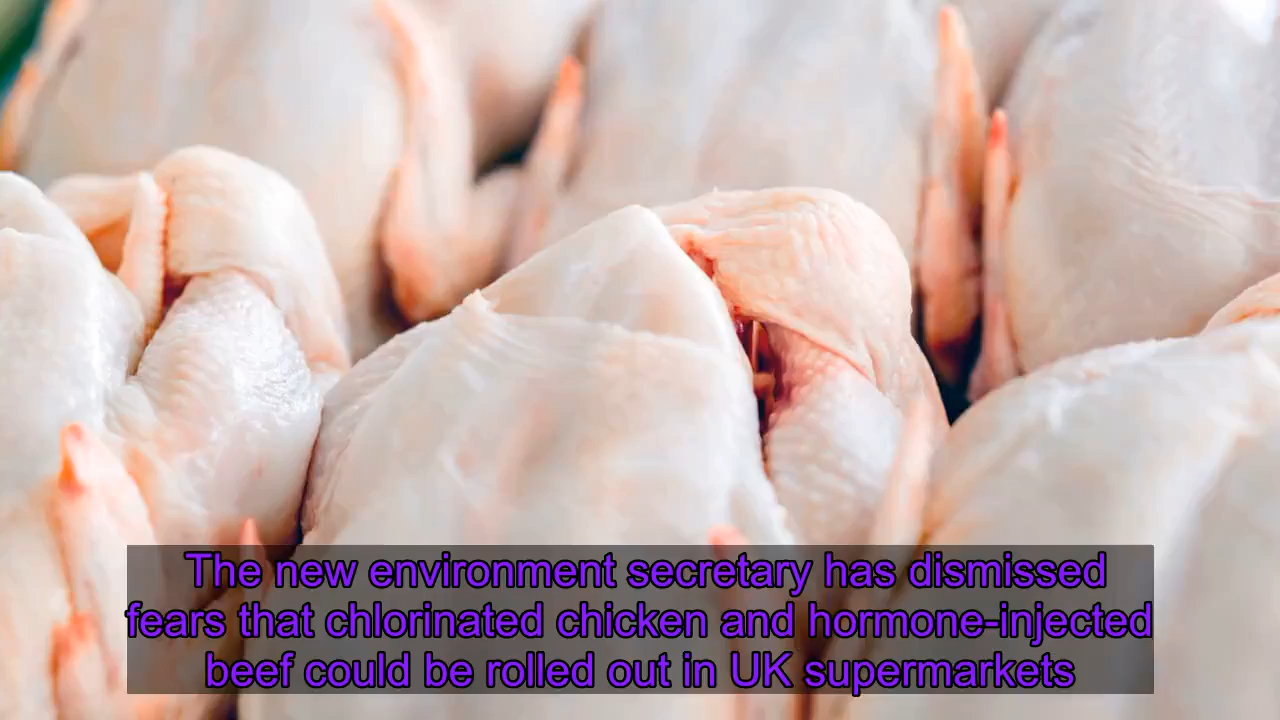 The new environment secretary has dismissed
fears that chlorinated chicken and hormone-injected
beef could be rolled out in UK supermarkets